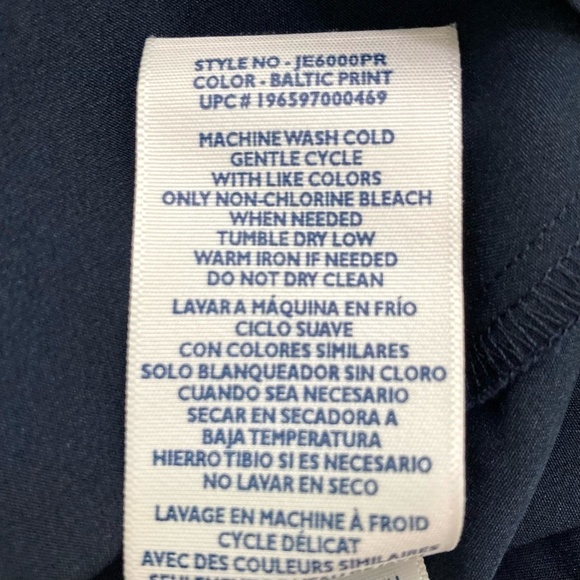 STYLE NO - JE6000PR
COLOR - BALTIC PRINT
UPC # 196597000469
MACHINE WASH COLD
GENTLE CYCLE
WITH LIKE COLORS
ONLY NON-CHLORINE BLEACH
WHEN NEEDED
TUMBLE DRY LOW
WARM IRON IF NEEDED
DO NOT DRY CLEAN
LAVAR A MÁQUINA EN FRÍO
CICLO SUAVE
CON COLORES SIMILARES
SOLO BLANQUEADOR SIN CLORO
CUANDO SEA NECESARIO
SECAR EN SECADORA A
BAJA TEMPERATURA
HIERRO TIBIO SI ES NECESARIO
NO LAVAR EN SECO
LAVAGE EN MACHINE À FROID
CYCLE DÉLICAT
AVEC DES COULEURS SIMILAIRES